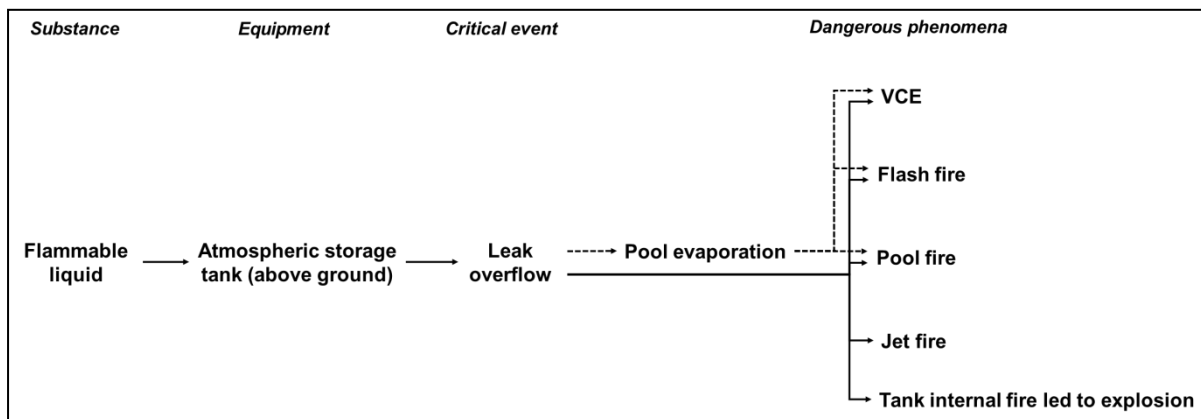 Substance Equipment Critical event Dangerous phenomena
VCE
Flash fire
Flammable
liquid
Atmospheric storage
tank (above ground)
Leak
overflow
Pool evaporation
Pool fire
Jet fire
Tank internal fire led to explosion